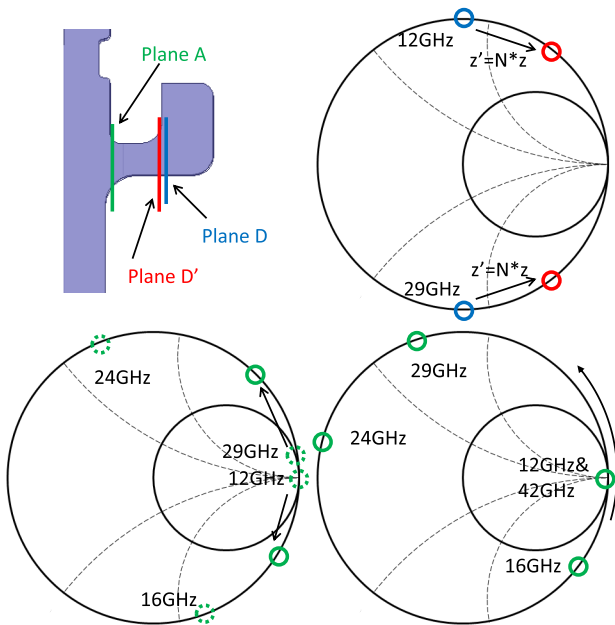 Plane A
Plane D
Plane D’
12GHz
z’=N*z
z’=N*z
29GHz
24GHz
29GHz
12GHz
16GHz
29GHz
24GHz
12GHz&
42GHz
16GHz